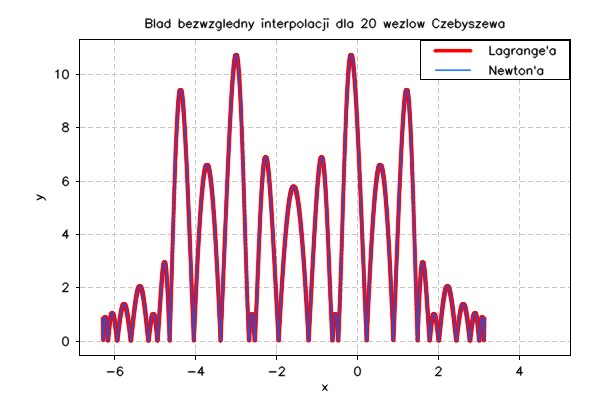 Blad bezwzgledny interpolacji dla 20 wezlow Czebyszewa
Lagrange'a
Newton'a
10
8
6
4
2
0
y
−6 −4 −2 0 2 4
x